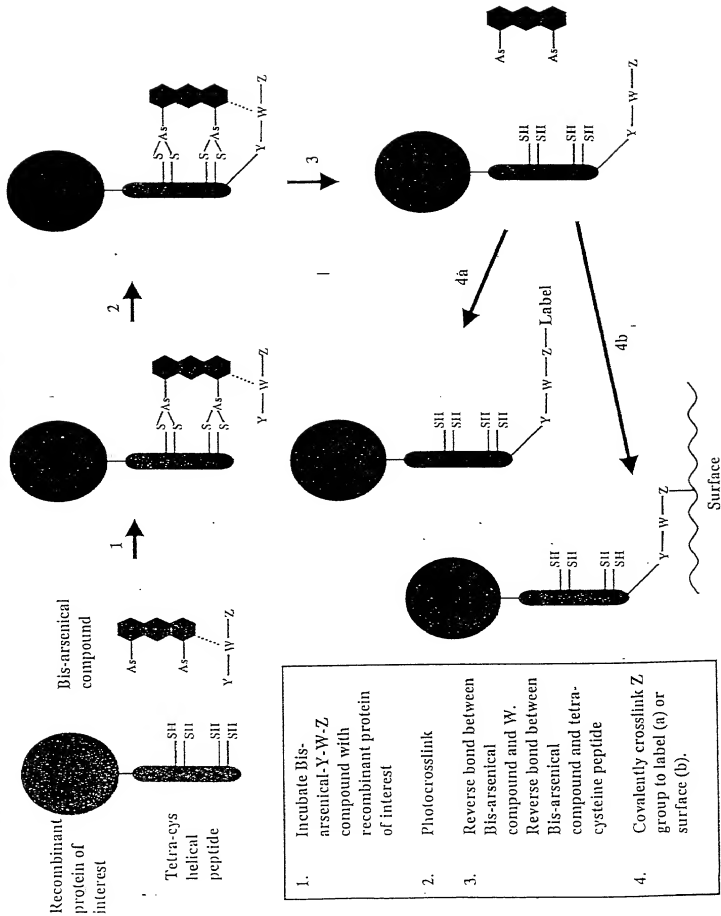 Recombinant
protein of
interest
Tetra-cys
helical
peptide
SH
SH
SH
SH
Bis-arsenical
compound
As
As
Y—W—Z
1
S
S
As
S
S
As
Y—W—Z
2
S
S
As
S
S
As
Y—W—Z
3
1. Incubate Bis-
arsenical-Y-W-Z
compound with
recombinant protein
of interest
2. Photocrosslink
3. Reverse bond between
Bis-arsenical
compound and W.
Reverse bond between
Bis-arsenical
compound and tetra-
cysteine peptide
4. Covalently crosslink Z
group to label (a) or
surface (b).
SH
SH
SH
SH
Y—W—Z—Label
4a
SH
SH
SH
SH
Y—W—Z
Surface
4b
SH
SH
SH
SH
Y—W—Z
As
As